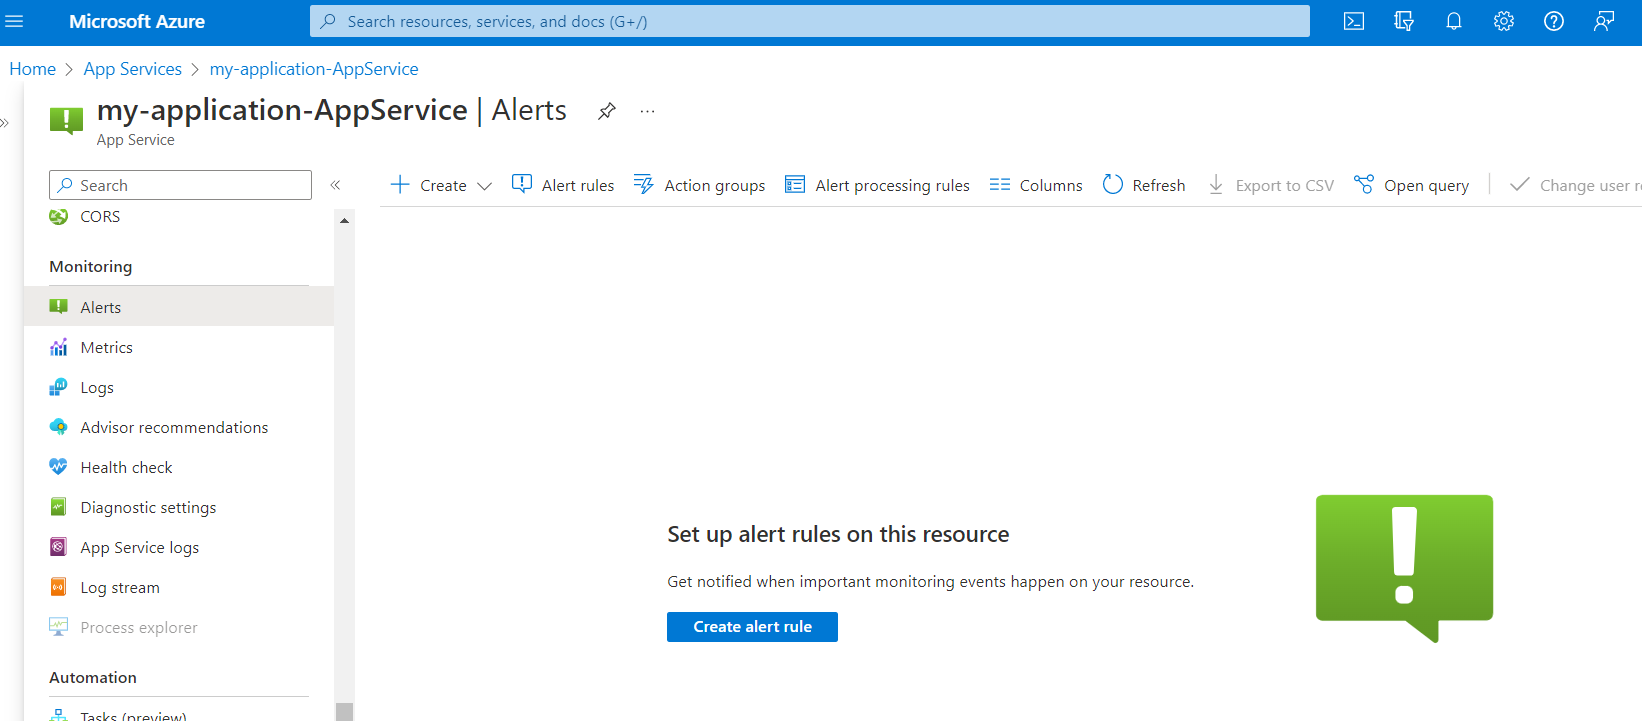 Microsoft Azure
Search resources, services, and docs (G+/)
Home > App Services > my-application-AppService
my-application-AppService | Alerts
App Service
Search
CORS
Monitoring
Alerts
Metrics
Logs
Advisor recommendations
Health check
Diagnostic settings
App Service logs
Log stream
Process explorer
Automation
Tasks (preview)
Create
Alert rules
Action groups
Alert processing rules
Columns
Refresh
Export to CSV
Open query
Change user r
Set up alert rules on this resource
Get notified when important monitoring events happen on your resource.
Create alert rule